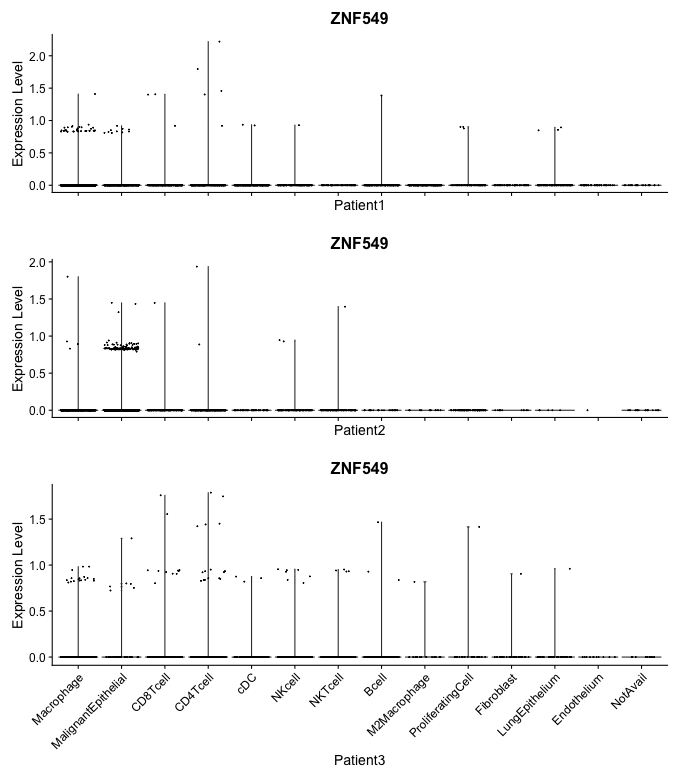 ZNF549
Expression Level
2.0
1.5
1.0
0.5
0.0
Patient1
ZNF549
Expression Level
2.0
1.5
1.0
0.5
0.0
Patient2
ZNF549
Expression Level
1.5
1.0
0.5
0.0
Macrophage
MalignantEpithelial
CD8Tcell
CD4Tcell
cDC
NKcell
NKTcell
Bcell
M2Macrophage
ProliferatingCell
Fibroblast
LungEpithelium
Endothelium
NotAvail
Patient3